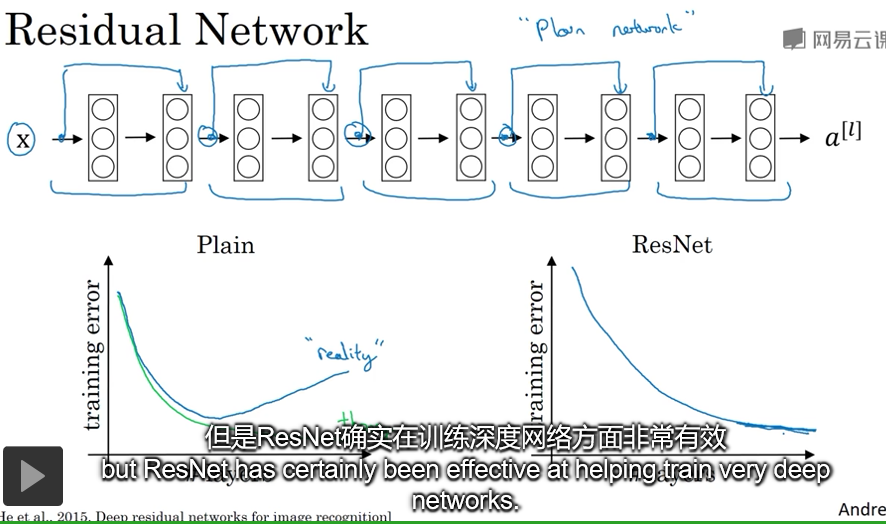 Residual Network
"Plain network"
网易云课
x
a[l]
Plain
ResNet
training error
training error
"reality"
但是ResNet确实在训练深度网络方面非常有效
but ResNet has certainly been effective at helping train very deep
networks.
He et al., 2015. Deep residual networks for image recognition]
Andre